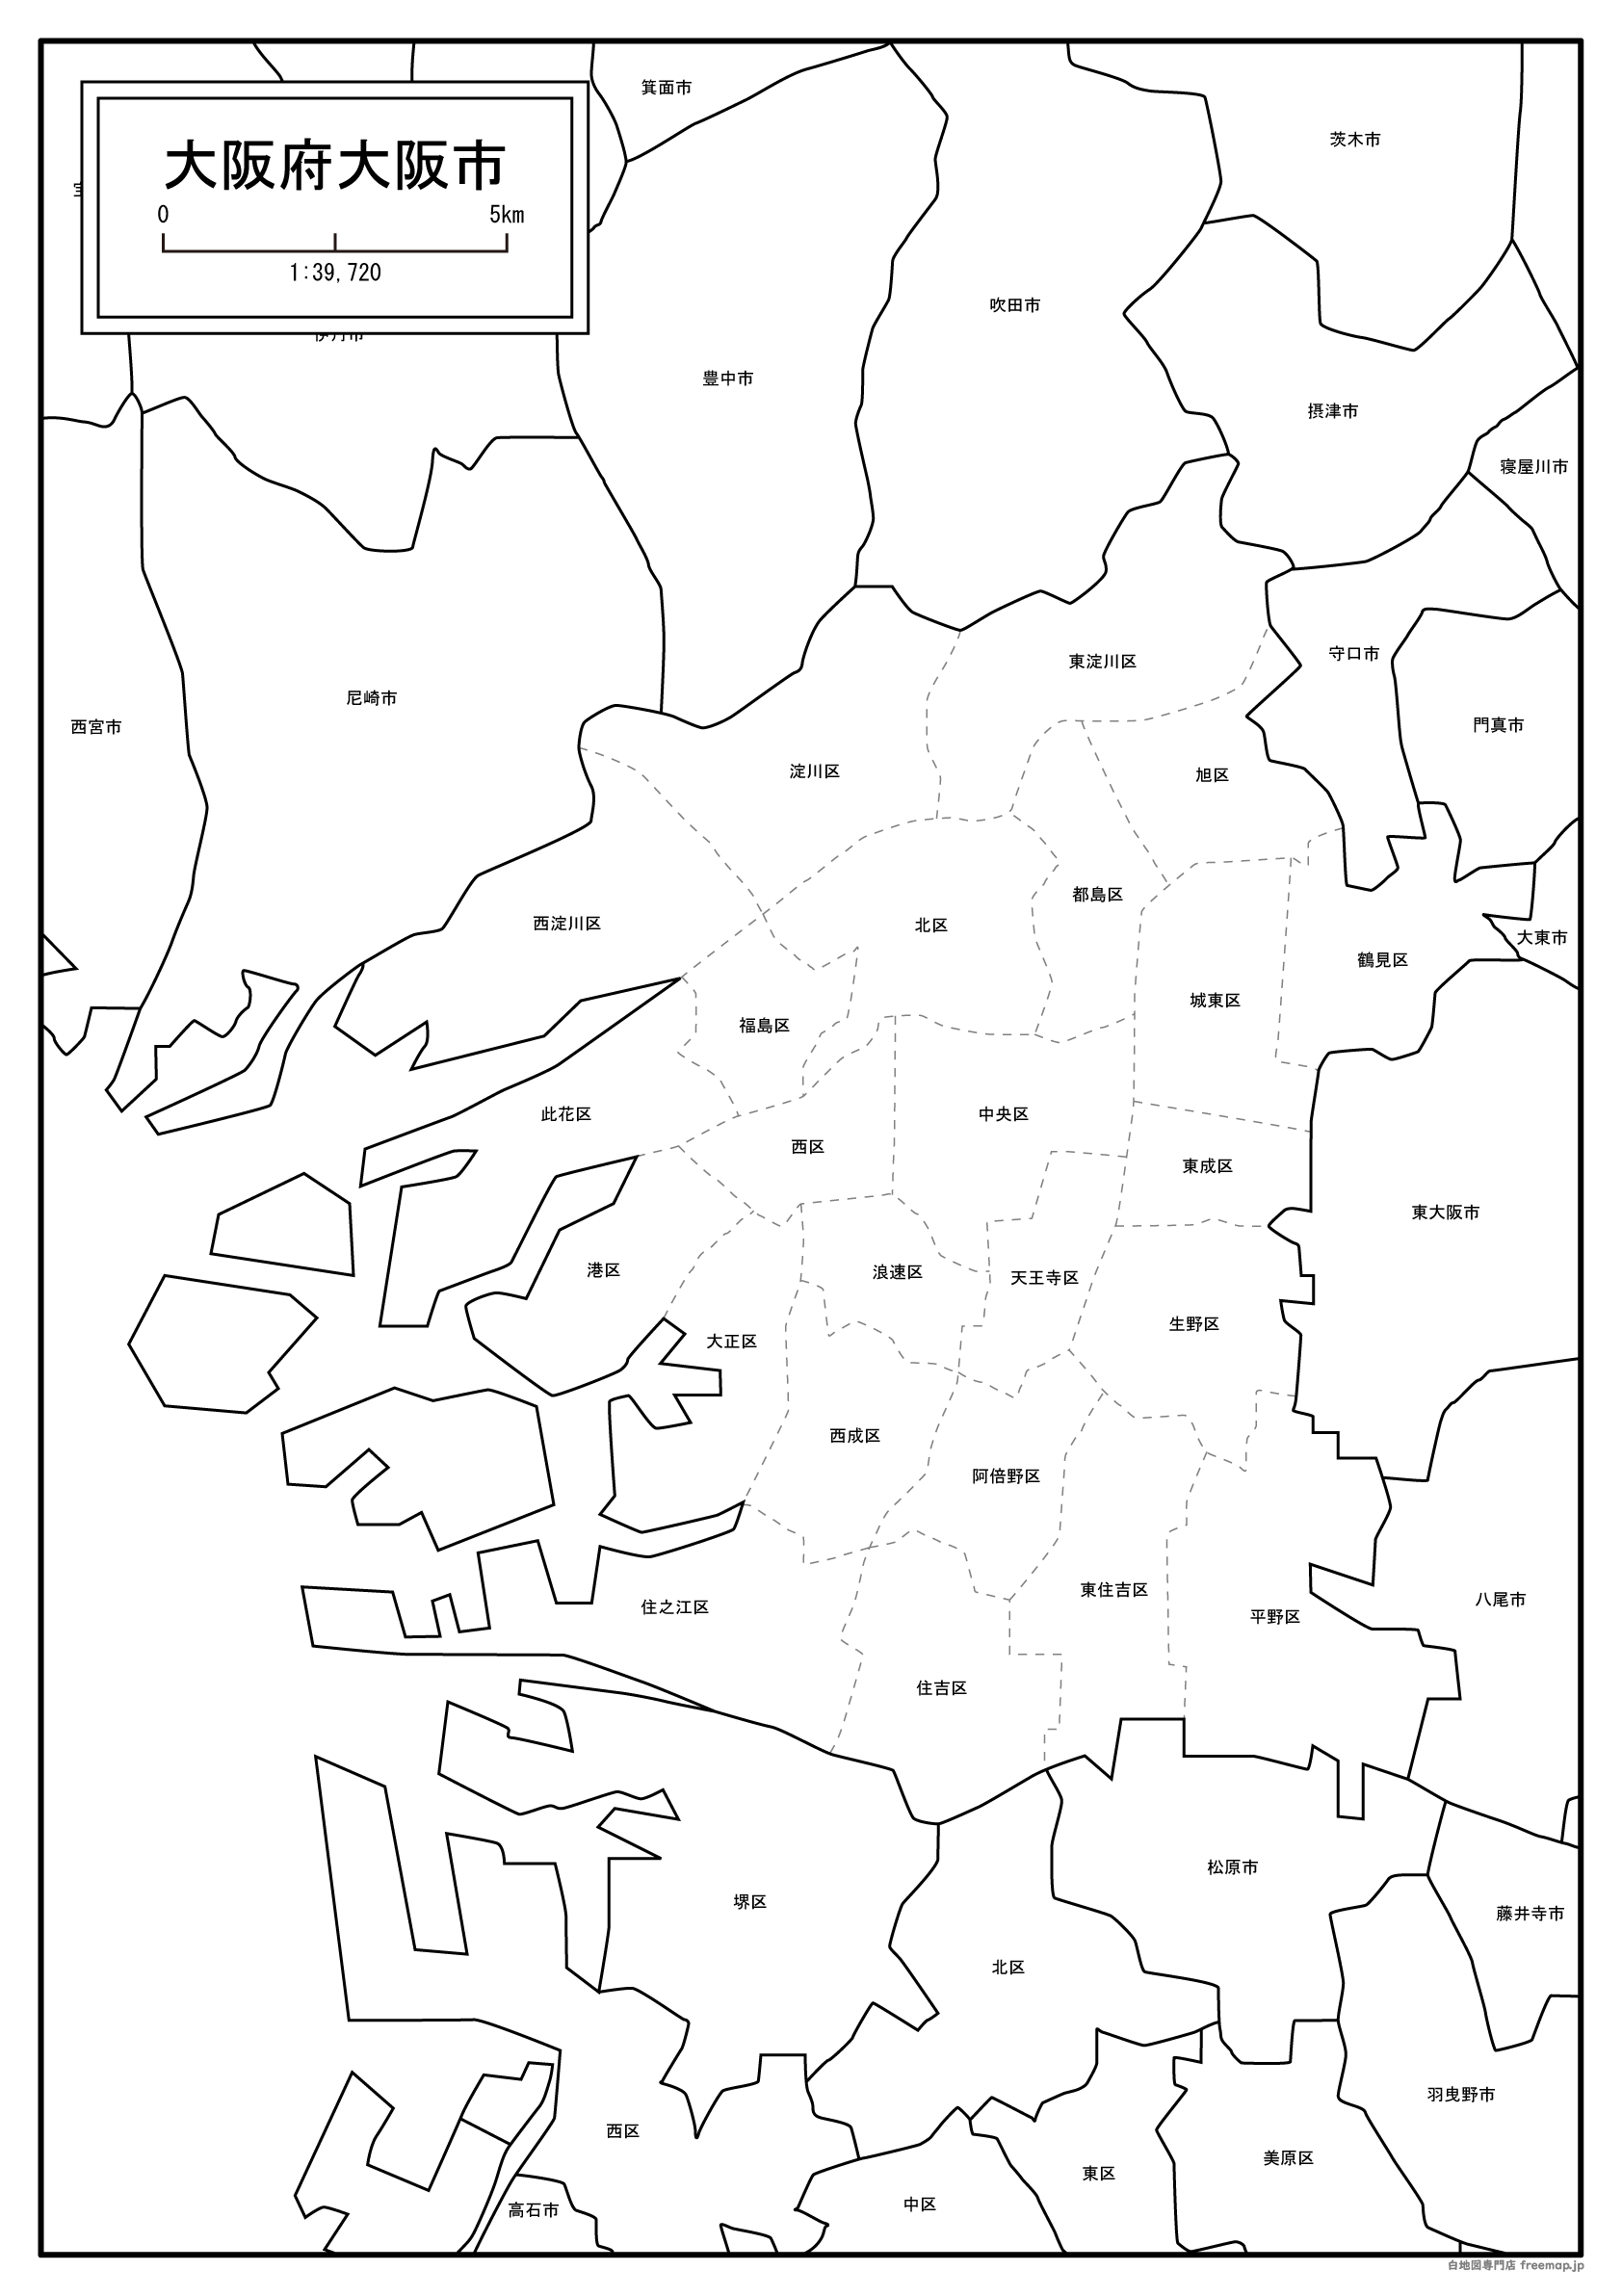 箕面市
茨木市
大阪府大阪市
0 5km
1:39,720
吹田市
伊丹市
豊中市
摂津市
寝屋川市
東淀川区
守口市
尼崎市
西宮市
門真市
淀川区
旭区
都島区
西淀川区
北区
大東市
鶴見区
城東区
福島区
此花区
中央区
西区
東成区
東大阪市
港区
浪速区
天王寺区
生野区
大正区
西成区
阿倍野区
東住吉区
八尾市
住之江区
平野区
住吉区
松原市
堺区
藤井寺市
北区
羽曳野市
西区
美原区
東区
中区
高石市
白地図専門店 freemap.jp